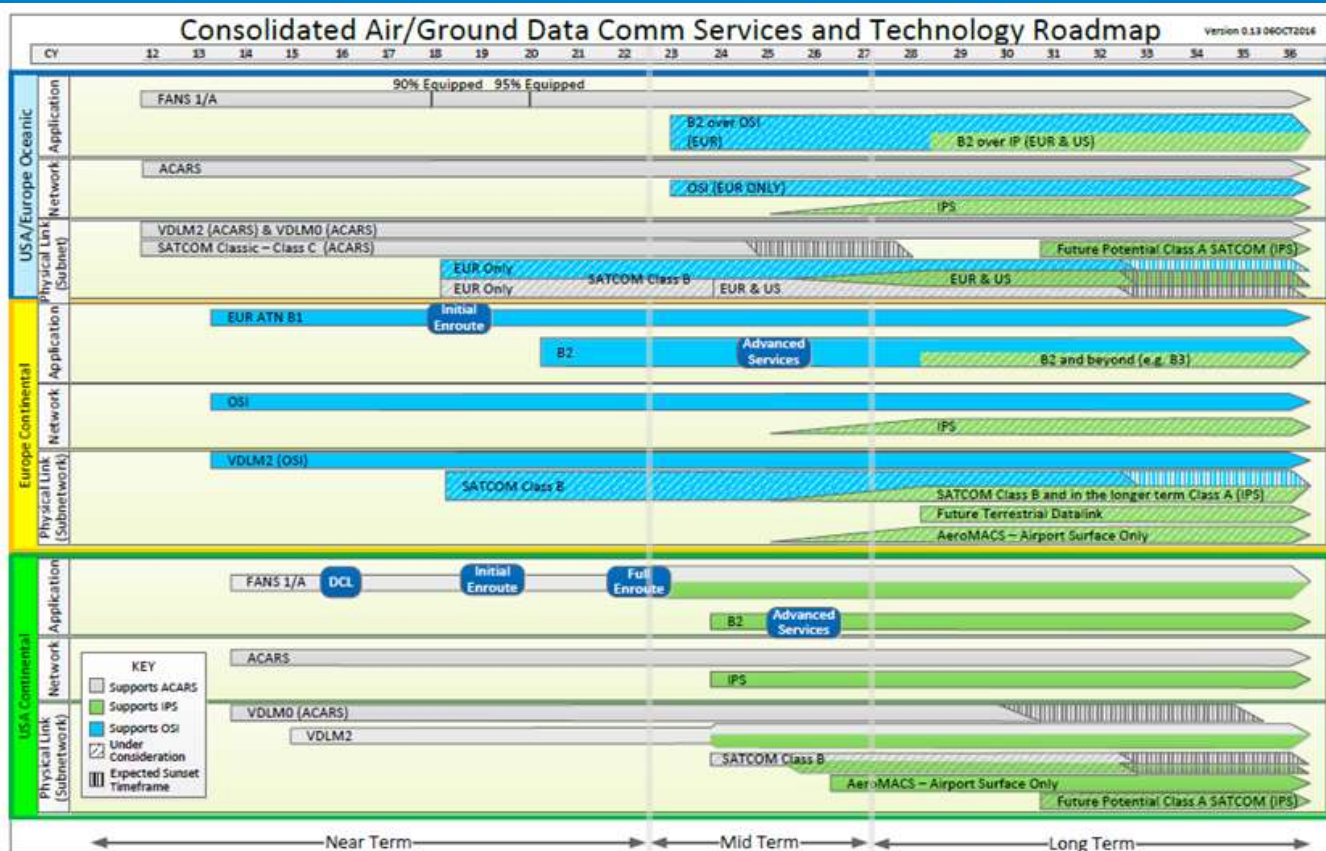 Consolidated Air/Ground Data Comm Services and Technology Roadmap
Version 0.13 06OCT2016
CY 12 13 14 15 16 17 18 19 20 21 22 23 24 25 26 27 28 29 30 31 32 33 34 35 36
USA/Europe Oceanic
Application
90% Equipped 95% Equipped
FANS 1/A
B2 over OSI
(EUR)
B2 over IP (EUR & US)
Network
ACARS
OSI (EUR ONLY)
IPS
Physical Link
(Subnet)
VDLM2 (ACARS) & VDLM0 (ACARS)
SATCOM Classic – Class C (ACARS)
Future Potential Class A SATCOM (IPS)
EUR Only
SATCOM Class B
EUR & US
EUR Only
EUR & US
Europe Continental
Application
EUR ATN B1
Initial
Enroute
B2
Advanced
Services
B2 and beyond (e.g. B3)
Network
OSI
IPS
Physical Link
(Subnetwork)
VDLM2 (OSI)
SATCOM Class B
SATCOM Class B and in the longer term Class A (IPS)
Future Terrestrial Datalink
AeroMACS – Airport Surface Only
USA Continental
Application
FANS 1/A
DCL
Initial
Enroute
Full
Enroute
B2
Advanced
Services
Network
ACARS
IPS
Physical Link
(Subnetwork)
VDLM0 (ACARS)
VDLM2
SATCOM Class B
AeroMACS – Airport Surface Only
Future Potential Class A SATCOM (IPS)
KEY
Supports ACARS
Supports IPS
Supports OSI
Under
Consideration
Expected Sunset
Timeframe
Near Term
Mid Term
Long Term